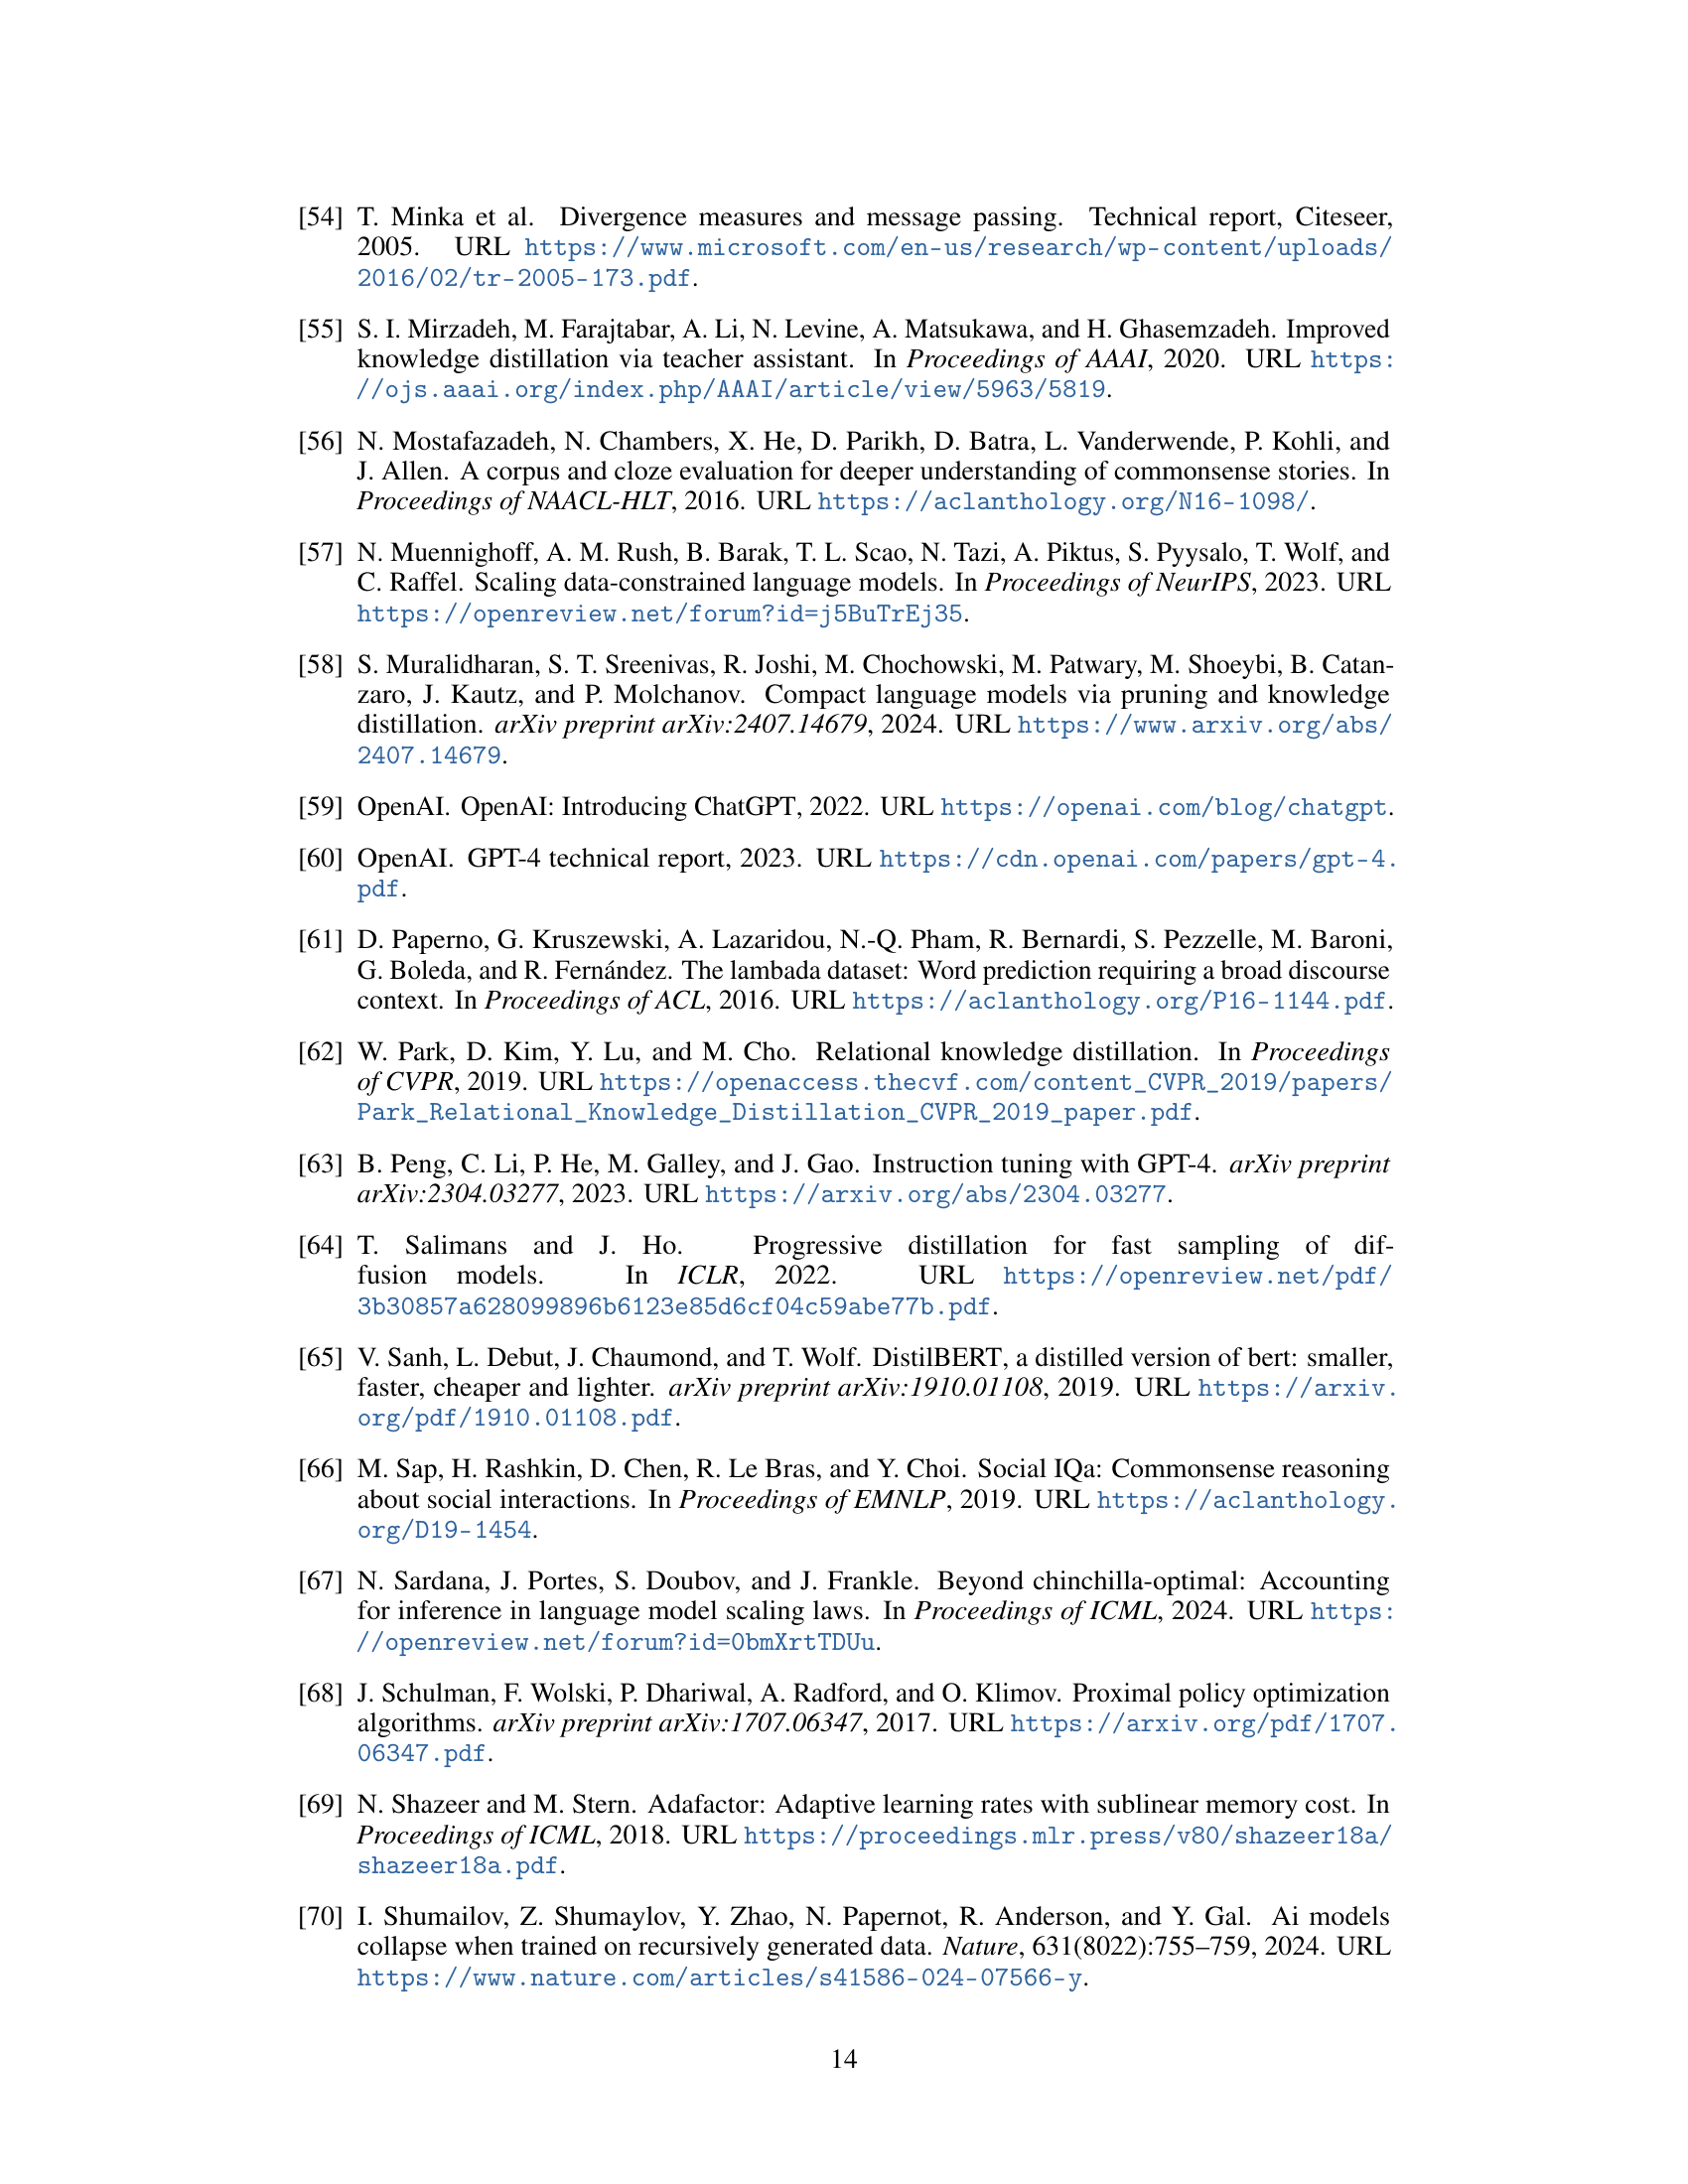 [54] T. Minka et al. Divergence measures and message passing. Technical report, Citeseer,
2005. URL https://www.microsoft.com/en-us/research/wp-content/uploads/
2016/02/tr-2005-173.pdf.
[55] S. I. Mirzadeh, M. Farajtabar, A. Li, N. Levine, A. Matsukawa, and H. Ghasemzadeh. Improved
knowledge distillation via teacher assistant. In Proceedings of AAAI, 2020. URL https:
//ojs.aaai.org/index.php/AAAI/article/view/5963/5819.
[56] N. Mostafazadeh, N. Chambers, X. He, D. Parikh, D. Batra, L. Vanderwende, P. Kohli, and
J. Allen. A corpus and cloze evaluation for deeper understanding of commonsense stories. In
Proceedings of NAACL-HLT, 2016. URL https://aclanthology.org/N16-1098/.
[57] N. Muennighoff, A. M. Rush, B. Barak, T. L. Scao, N. Tazi, A. Piktus, S. Pyysalo, T. Wolf, and
C. Raffel. Scaling data-constrained language models. In Proceedings of NeurIPS, 2023. URL
https://openreview.net/forum?id=j5BuTrEj35.
[58] S. Muralidharan, S. T. Sreenivas, R. Joshi, M. Chochowski, M. Patwary, M. Shoeybi, B. Catan-
zaro, J. Kautz, and P. Molchanov. Compact language models via pruning and knowledge
distillation. arXiv preprint arXiv:2407.14679, 2024. URL https://www.arxiv.org/abs/
2407.14679.
[59] OpenAI. OpenAI: Introducing ChatGPT, 2022. URL https://openai.com/blog/chatgpt.
[60] OpenAI. GPT-4 technical report, 2023. URL https://cdn.openai.com/papers/gpt-4.
pdf.
[61] D. Paperno, G. Kruszewski, A. Lazaridou, N.-Q. Pham, R. Bernardi, S. Pezzelle, M. Baroni,
G. Boleda, and R. Fernández. The lambada dataset: Word prediction requiring a broad discourse
context. In Proceedings of ACL, 2016. URL https://aclanthology.org/P16-1144.pdf.
[62] W. Park, D. Kim, Y. Lu, and M. Cho. Relational knowledge distillation. In Proceedings
of CVPR, 2019. URL https://openaccess.thecvf.com/content_CVPR_2019/papers/
Park_Relational_Knowledge_Distillation_CVPR_2019_paper.pdf.
[63] B. Peng, C. Li, P. He, M. Galley, and J. Gao. Instruction tuning with GPT-4. arXiv preprint
arXiv:2304.03277, 2023. URL https://arxiv.org/abs/2304.03277.
[64] T. Salimans and J. Ho. Progressive distillation for fast sampling of dif-
fusion models. In ICLR, 2022. URL https://openreview.net/pdf/
3b30857a628099896b6123e85d6cf04c59abe77b.pdf.
[65] V. Sanh, L. Debut, J. Chaumond, and T. Wolf. DistilBERT, a distilled version of bert: smaller,
faster, cheaper and lighter. arXiv preprint arXiv:1910.01108, 2019. URL https://arxiv.
org/pdf/1910.01108.pdf.
[66] M. Sap, H. Rashkin, D. Chen, R. Le Bras, and Y. Choi. Social IQa: Commonsense reasoning
about social interactions. In Proceedings of EMNLP, 2019. URL https://aclanthology.
org/D19-1454.
[67] N. Sardana, J. Portes, S. Doubov, and J. Frankle. Beyond chinchilla-optimal: Accounting
for inference in language model scaling laws. In Proceedings of ICML, 2024. URL https:
//openreview.net/forum?id=0bmXrtTDUu.
[68] J. Schulman, F. Wolski, P. Dhariwal, A. Radford, and O. Klimov. Proximal policy optimization
algorithms. arXiv preprint arXiv:1707.06347, 2017. URL https://arxiv.org/pdf/1707.
06347.pdf.
[69] N. Shazeer and M. Stern. Adafactor: Adaptive learning rates with sublinear memory cost. In
Proceedings of ICML, 2018. URL https://proceedings.mlr.press/v80/shazeer18a/
shazeer18a.pdf.
[70] I. Shumailov, Z. Shumaylov, Y. Zhao, N. Papernot, R. Anderson, and Y. Gal. Ai models
collapse when trained on recursively generated data. Nature, 631(8022):755–759, 2024. URL
https://www.nature.com/articles/s41586-024-07566-y.
14